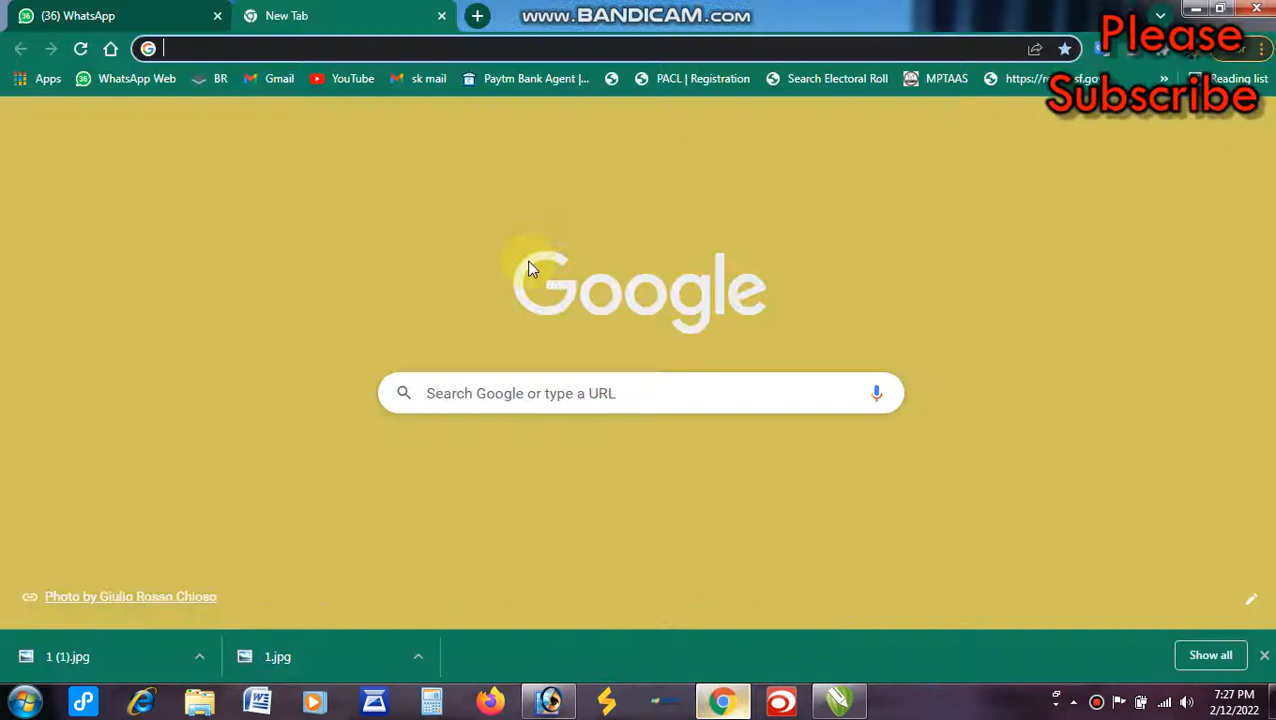 (36) WhatsApp
New Tab
www.BANDICAM.com
Please
Subscribe
Apps
WhatsApp Web
BR
Gmail
YouTube
sk mail
Paytm Bank Agent |...
PACL | Registration
Search Electoral Roll
MPTAAS
»
Reading list
Google
Search Google or type a URL
Photo by Giulio Rosso Chioso
1 (1).jpg
1.jpg
Show all
7:27 PM
2/12/2022